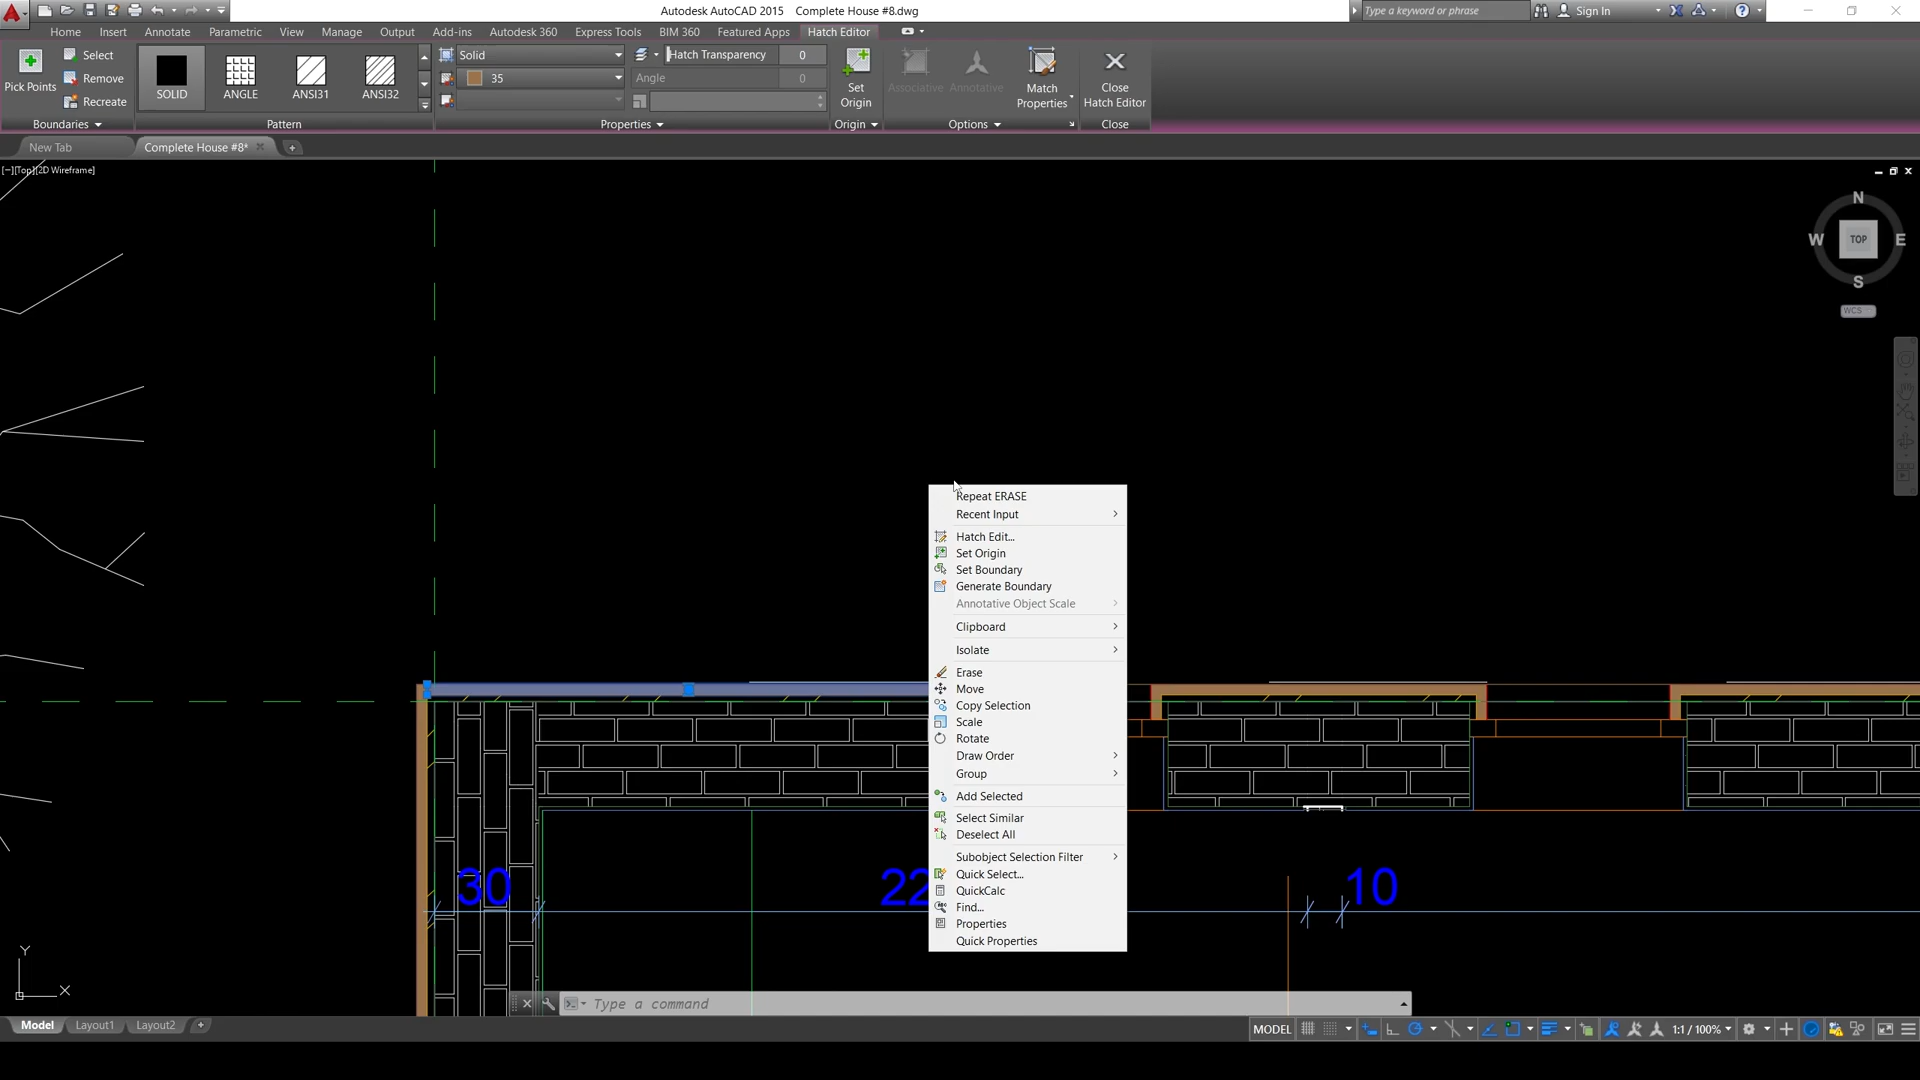 Autodesk AutoCAD 2015 Complete House #8.dwg
Type a keyword or phrase
Sign In
Home Insert Annotate Parametric View Manage Output Add-ins Autodesk 360 Express Tools BIM 360 Featured Apps Hatch Editor
Pick Points
Select
Remove
Recreate
Boundaries
SOLID
ANGLE
ANSI31
ANSI32
Pattern
Solid
35
Hatch Transparency 0
Angle 0
Properties
Set
Origin
Origin
Associative
Annotative
Match
Properties
Options
Close
Hatch Editor
Close
New Tab
Complete House #8*
[−][Top][2D Wireframe]
N
W
TOP
E
S
WCS
Repeat ERASE
Recent Input
Hatch Edit...
Set Origin
Set Boundary
Generate Boundary
Annotative Object Scale
Clipboard
Isolate
Erase
Move
Copy Selection
Scale
Rotate
Draw Order
Group
Add Selected
Select Similar
Deselect All
Subobject Selection Filter
Quick Select...
QuickCalc
Find...
Properties
Quick Properties
30
22
10
Y
X
Type a command
Model Layout1 Layout2
MODEL
1:1 / 100%